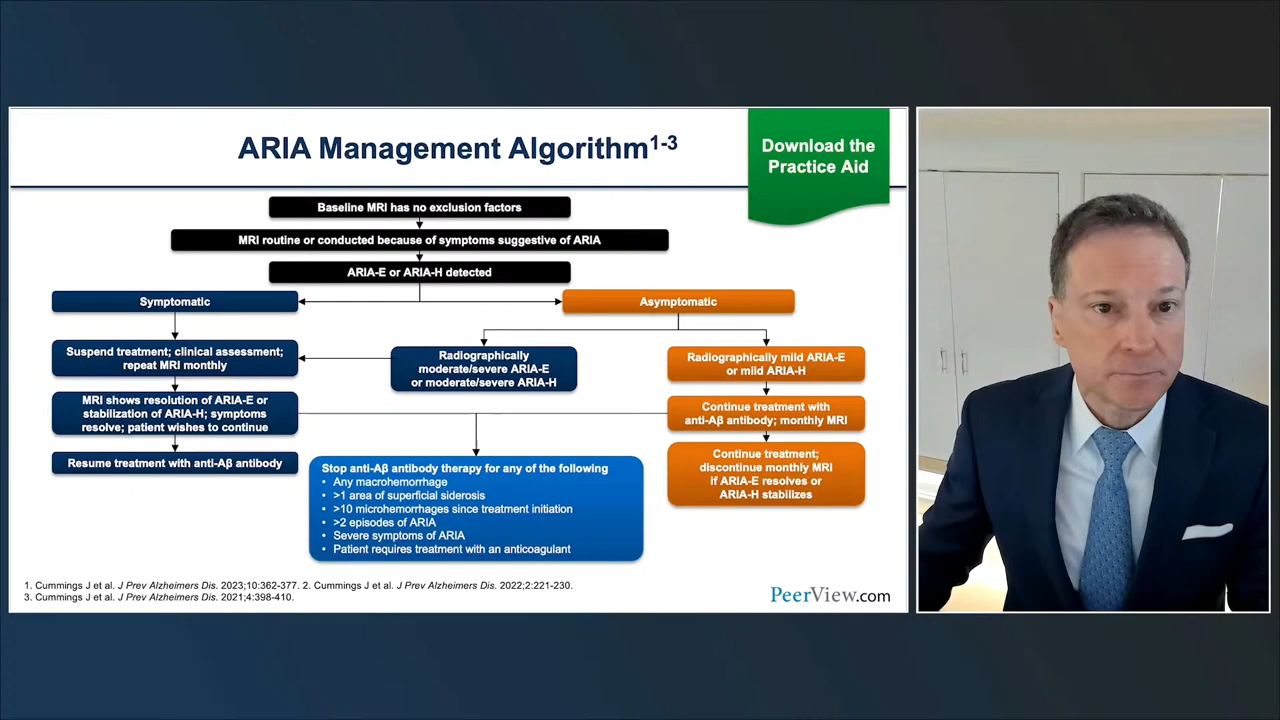 ARIA Management Algorithm1-3
Download the
Practice Aid
Baseline MRI has no exclusion factors
MRI routine or conducted because of symptoms suggestive of ARIA
ARIA-E or ARIA-H detected
Symptomatic
Asymptomatic
Suspend treatment; clinical assessment;
repeat MRI monthly
Radiographically
moderate/severe ARIA-E
or moderate/severe ARIA-H
Radiographically mild ARIA-E
or mild ARIA-H
MRI shows resolution of ARIA-E or
stabilization of ARIA-H; symptoms
resolve; patient wishes to continue
Continue treatment with
anti-Aβ antibody; monthly MRI
Resume treatment with anti-Aβ antibody
Stop anti-Aβ antibody therapy for any of the following
• Any macrohemorrhage
• >1 area of superficial siderosis
• >10 microhemorrhages since treatment initiation
• >2 episodes of ARIA
• Severe symptoms of ARIA
• Patient requires treatment with an anticoagulant
Continue treatment;
discontinue monthly MRI
if ARIA-E resolves or
ARIA-H stabilizes
1. Cummings J et al. J Prev Alzheimers Dis. 2023;10:362-377. 2. Cummings J et al. J Prev Alzheimers Dis. 2022;2:221-230.
3. Cummings J et al. J Prev Alzheimers Dis. 2021;4:398-410.
PeerView.com